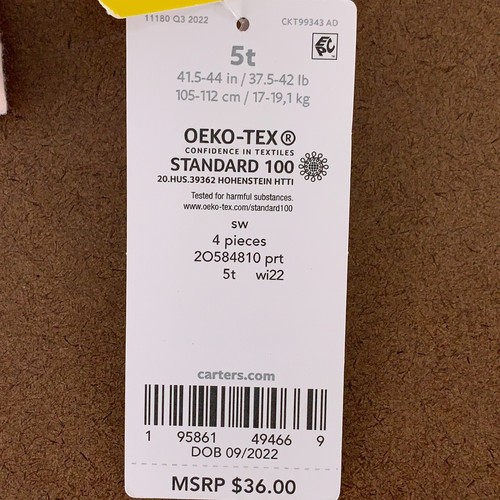 11180 Q3 2022 CKT99343 AD
EPC
5t
41.5-44 in / 37.5-42 lb
105-112 cm / 17-19,1 kg
OEKO-TEX®
CONFIDENCE IN TEXTILES
STANDARD 100
20.HUS.39362 HOHENSTEIN HTTI
Tested for harmful substances.
www.oeko-tex.com/standard100
sw
4 pieces
2O584810 prt
5t wi22
carters.com
1 95861 49466 9
DOB 09/2022
MSRP $36.00